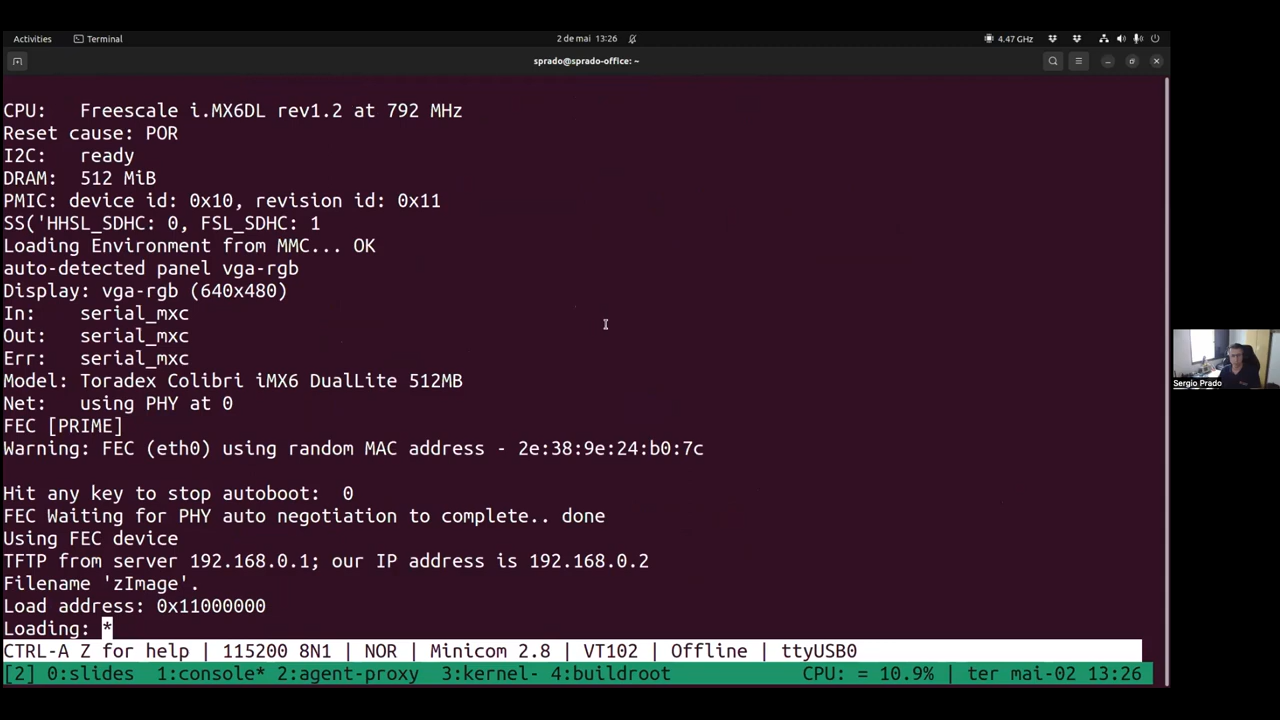 Activities
Terminal
2 de mai 13:26
4.47 GHz
sprado@sprado-office: ~
CPU:   Freescale i.MX6DL rev1.2 at 792 MHz
Reset cause: POR
I2C:   ready
DRAM:  512 MiB
PMIC: device id: 0x10, revision id: 0x11
SS('HHSL_SDHC: 0, FSL_SDHC: 1
Loading Environment from MMC... OK
auto-detected panel vga-rgb
Display: vga-rgb (640x480)
In:    serial_mxc
Out:   serial_mxc
Err:   serial_mxc
Model: Toradex Colibri iMX6 DualLite 512MB
Net:   using PHY at 0
FEC [PRIME]
Warning: FEC (eth0) using random MAC address - 2e:38:9e:24:b0:7c
Hit any key to stop autoboot:  0
FEC Waiting for PHY auto negotiation to complete.. done
Using FEC device
TFTP from server 192.168.0.1; our IP address is 192.168.0.2
Filename 'zImage'.
Load address: 0x11000000
Loading: *
CTRL-A Z for help | 115200 8N1 | NOR | Minicom 2.8 | VT102 | Offline | ttyUSB0
[2] 0:slides  1:console* 2:agent-proxy  3:kernel- 4:buildroot CPU: = 10.9% | ter mai-02 13:26
Sergio Prado